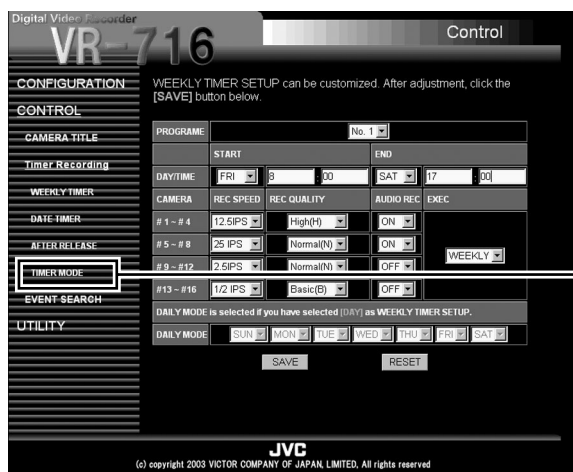 Digital Video Recorder
VR-716
Control
CONFIGURATION
CONTROL
CAMERA TITLE
Timer Recording
WEEKLY TIMER
DATE TIMER
AFTER RELEASE
TIMER MODE
EVENT SEARCH
UTILITY
WEEKLY TIMER SETUP can be customized. After adjustment, click the
[SAVE] button below.
PROGRAME No. 1
START END
DAY/TIME FRI 8 : 00 SAT 17 : 00
CAMERA REC SPEED REC QUALITY AUDIO REC EXEC
# 1 ~ # 4 12.5IPS High(H) ON
# 5 ~ # 8 25 IPS Normal(N) ON
WEEKLY
# 9 ~ #12 2.5IPS Normal(N) OFF
#13 ~ #16 1/2 IPS Basic(B) OFF
DAILY MODE is selected if you have selected [DAY] as WEEKLY TIMER SETUP.
DAILY MODE SUN MON TUE WED THU FRI SAT
SAVE RESET
JVC
(c) copyright 2003 VICTOR COMPANY OF JAPAN, LIMITED, All rights reserved